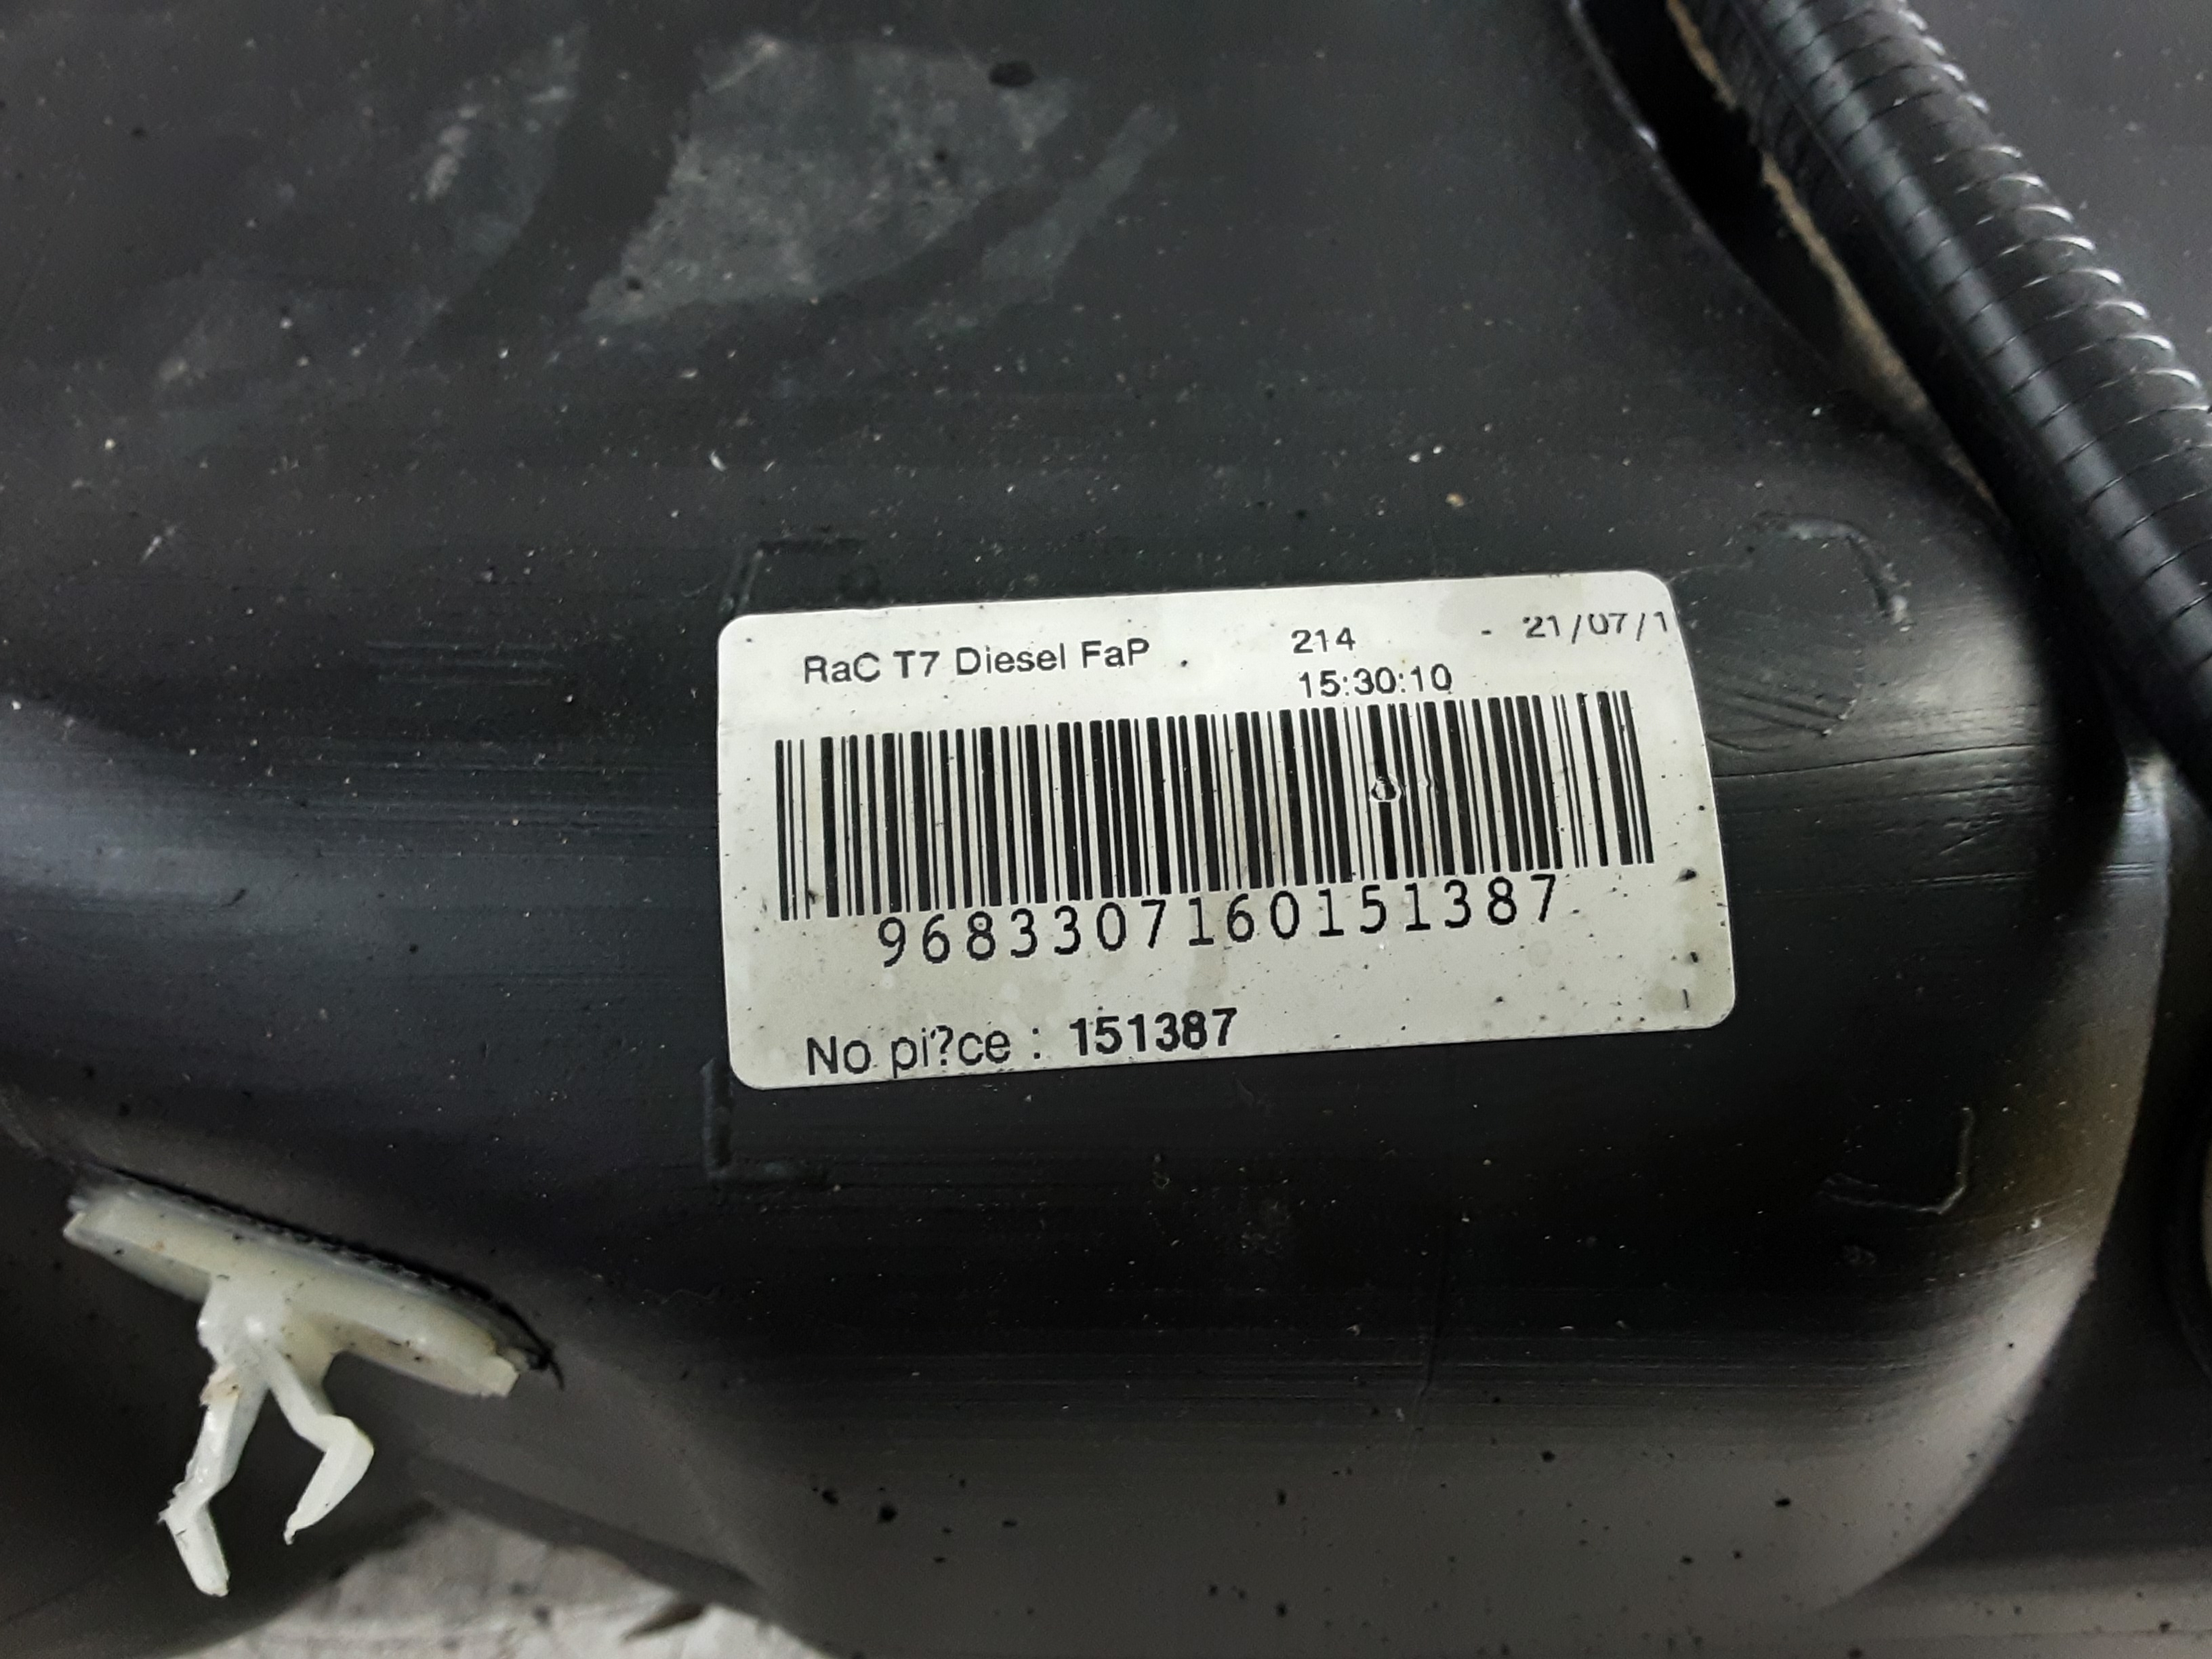 RaC T7 Diesel FaP 214 - 21/07/1
15:30:10
9683307160151387
No pi?ce : 151387